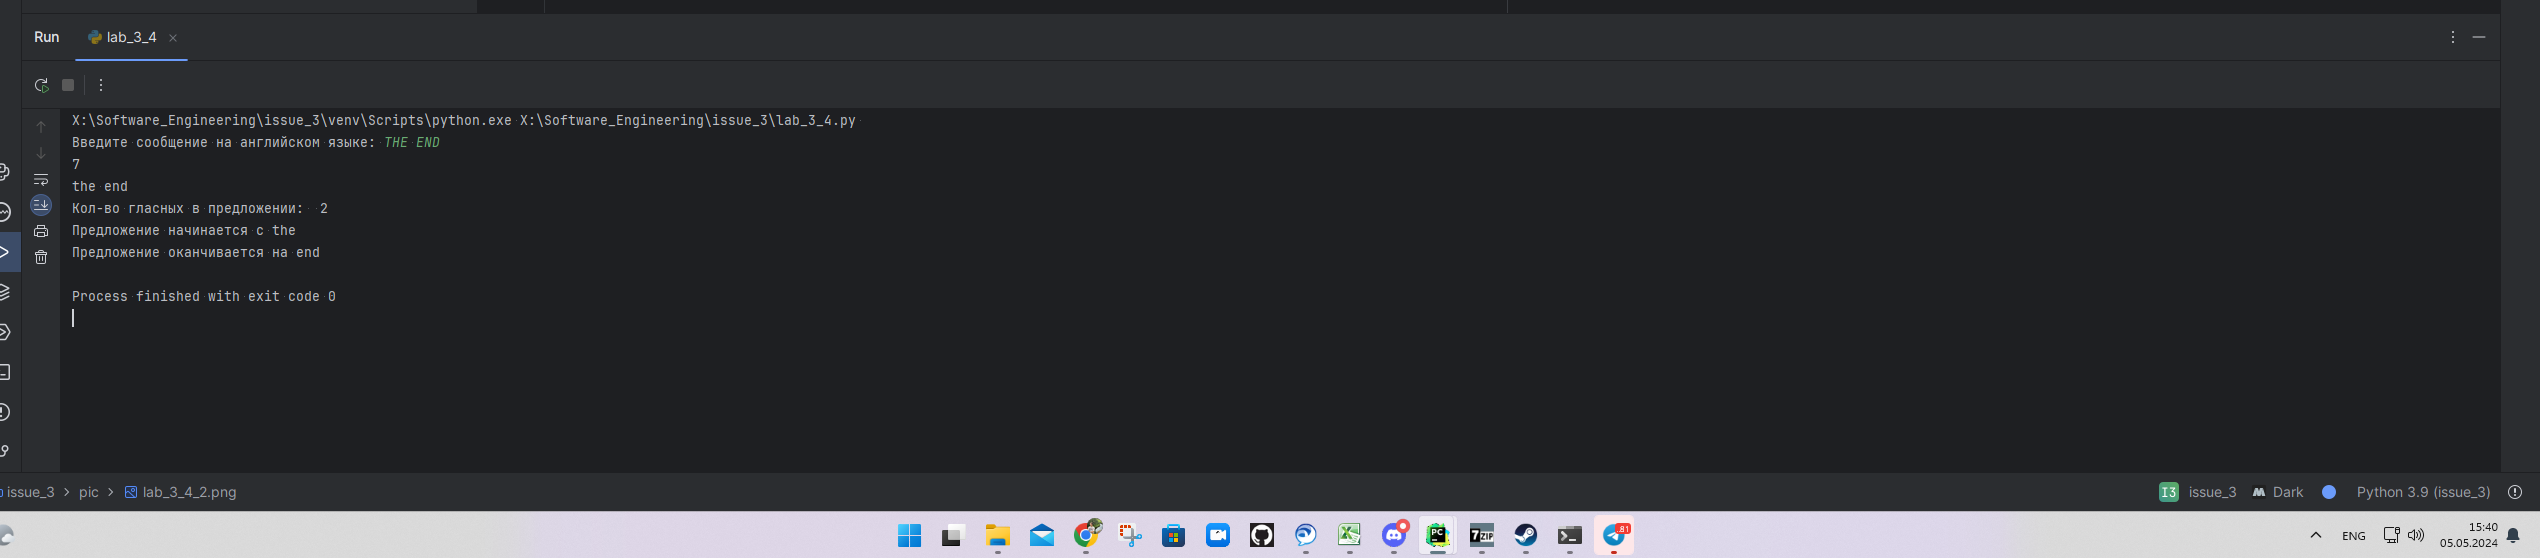 Run lab_3_4
X:\Software_Engineering\issue_3\venv\Scripts\python.exe X:\Software_Engineering\issue_3\lab_3_4.py
Введите сообщение на английском языке: THE END
7
the end
Кол-во гласных в предложении:  2
Предложение начинается с the
Предложение оканчивается на end
Process finished with exit code 0
issue_3 > pic > lab_3_4_2.png
I3 issue_3 Dark Python 3.9 (issue_3)
PC
7ZIP
81
ENG
15:40
05.05.2024